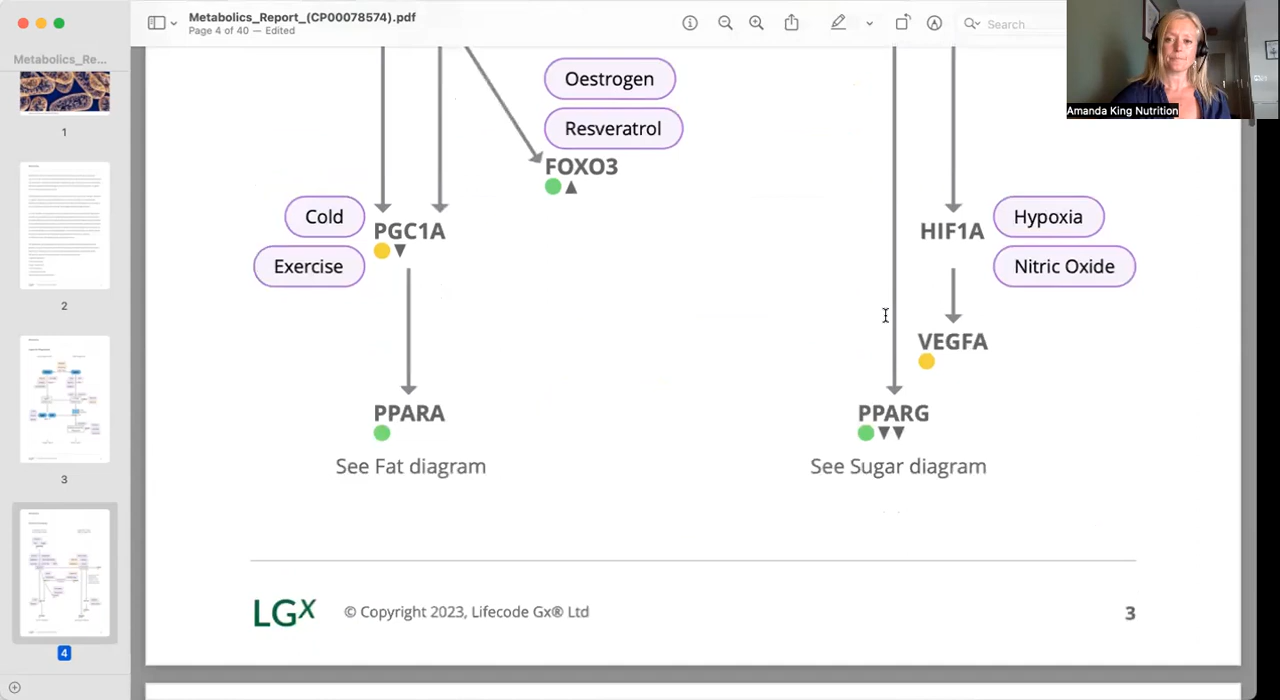 Metabolics_Report_(CP00078574).pdf
Page 4 of 40 — Edited
Search
Metabolics_Re...
1
2
3
4
Amanda King Nutrition
Oestrogen
Resveratrol
FOXO3
Cold
PGC1A
Exercise
HIF1A
Hypoxia
Nitric Oxide
VEGFA
PPARA
PPARG
See Fat diagram
See Sugar diagram
LGX
© Copyright 2023, Lifecode Gx® Ltd
3